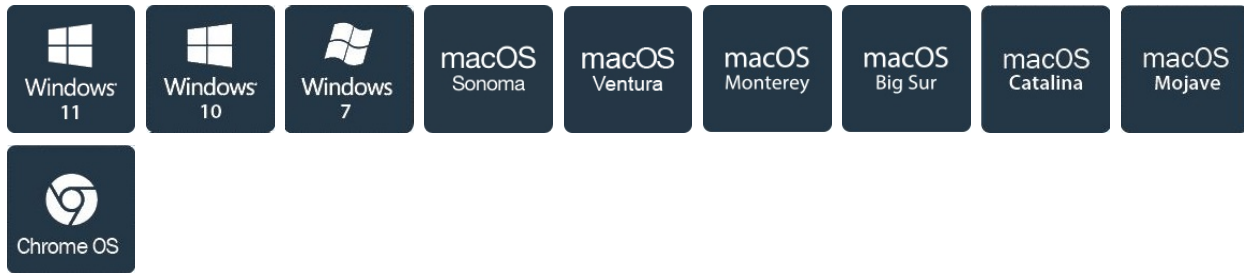 Windows
11
Windows
10
Windows
7
macOS
Sonoma
macOS
Ventura
macOS
Monterey
macOS
Big Sur
macOS
Catalina
macOS
Mojave
Chrome OS